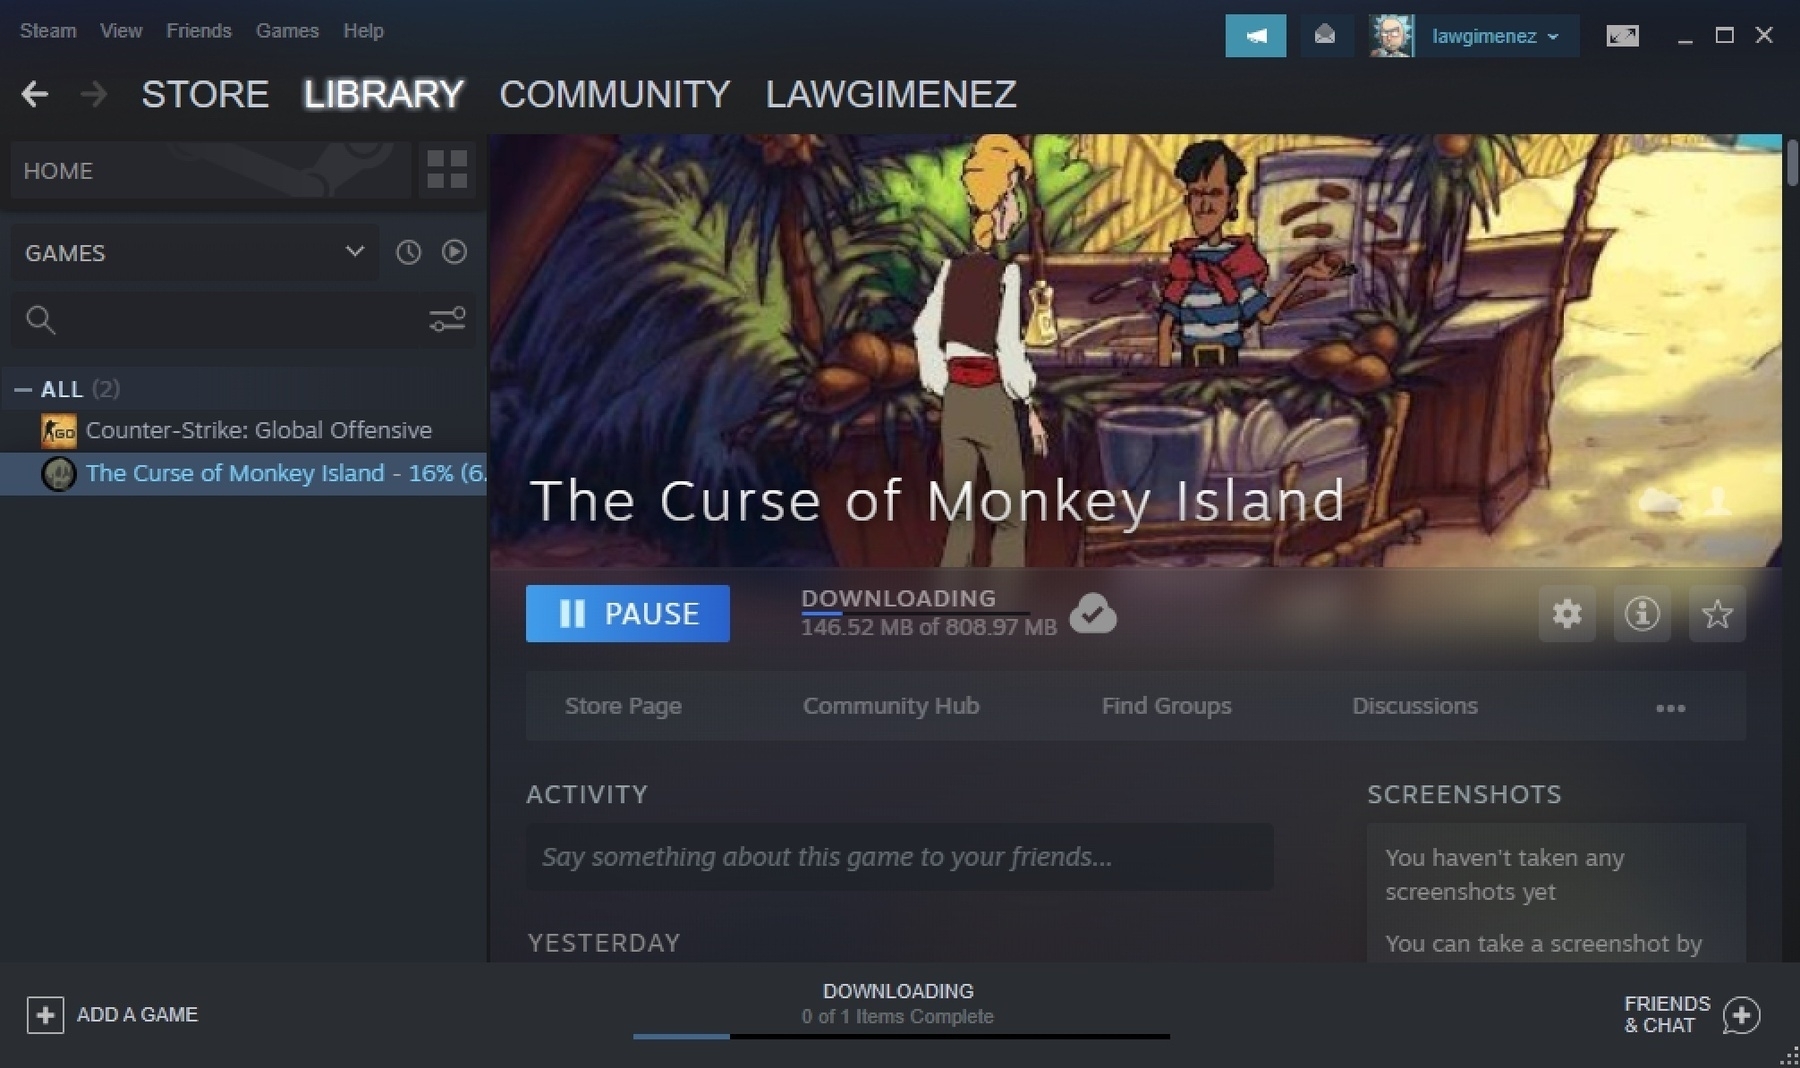 Steam View Friends Games Help
lawgimenez
STORE LIBRARY COMMUNITY LAWGIMENEZ
HOME
GAMES
ALL (2)
GO Counter-Strike: Global Offensive
The Curse of Monkey Island - 16% (6.
The Curse of Monkey Island
PAUSE
DOWNLOADING
146.52 MB of 808.97 MB
Store Page Community Hub Find Groups Discussions
ACTIVITY
Say something about this game to your friends...
YESTERDAY
SCREENSHOTS
You haven't taken any
screenshots yet
You can take a screenshot by
ADD A GAME
DOWNLOADING
0 of 1 Items Complete
FRIENDS
& CHAT